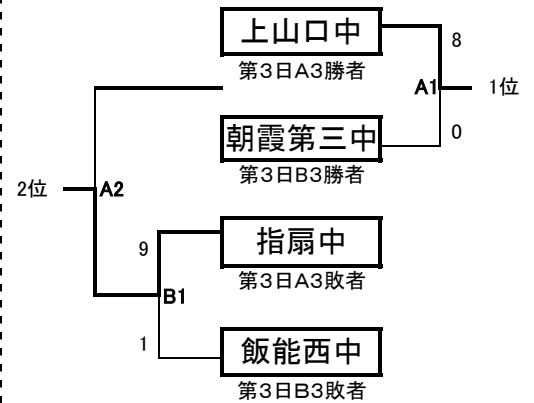 上山口中
8
第3日A3勝者
A1
1位
朝霞第三中
0
第3日B3勝者
2位
A2
指扇中
9
第3日A3敗者
B1
1
飯能西中
第3日B3敗者